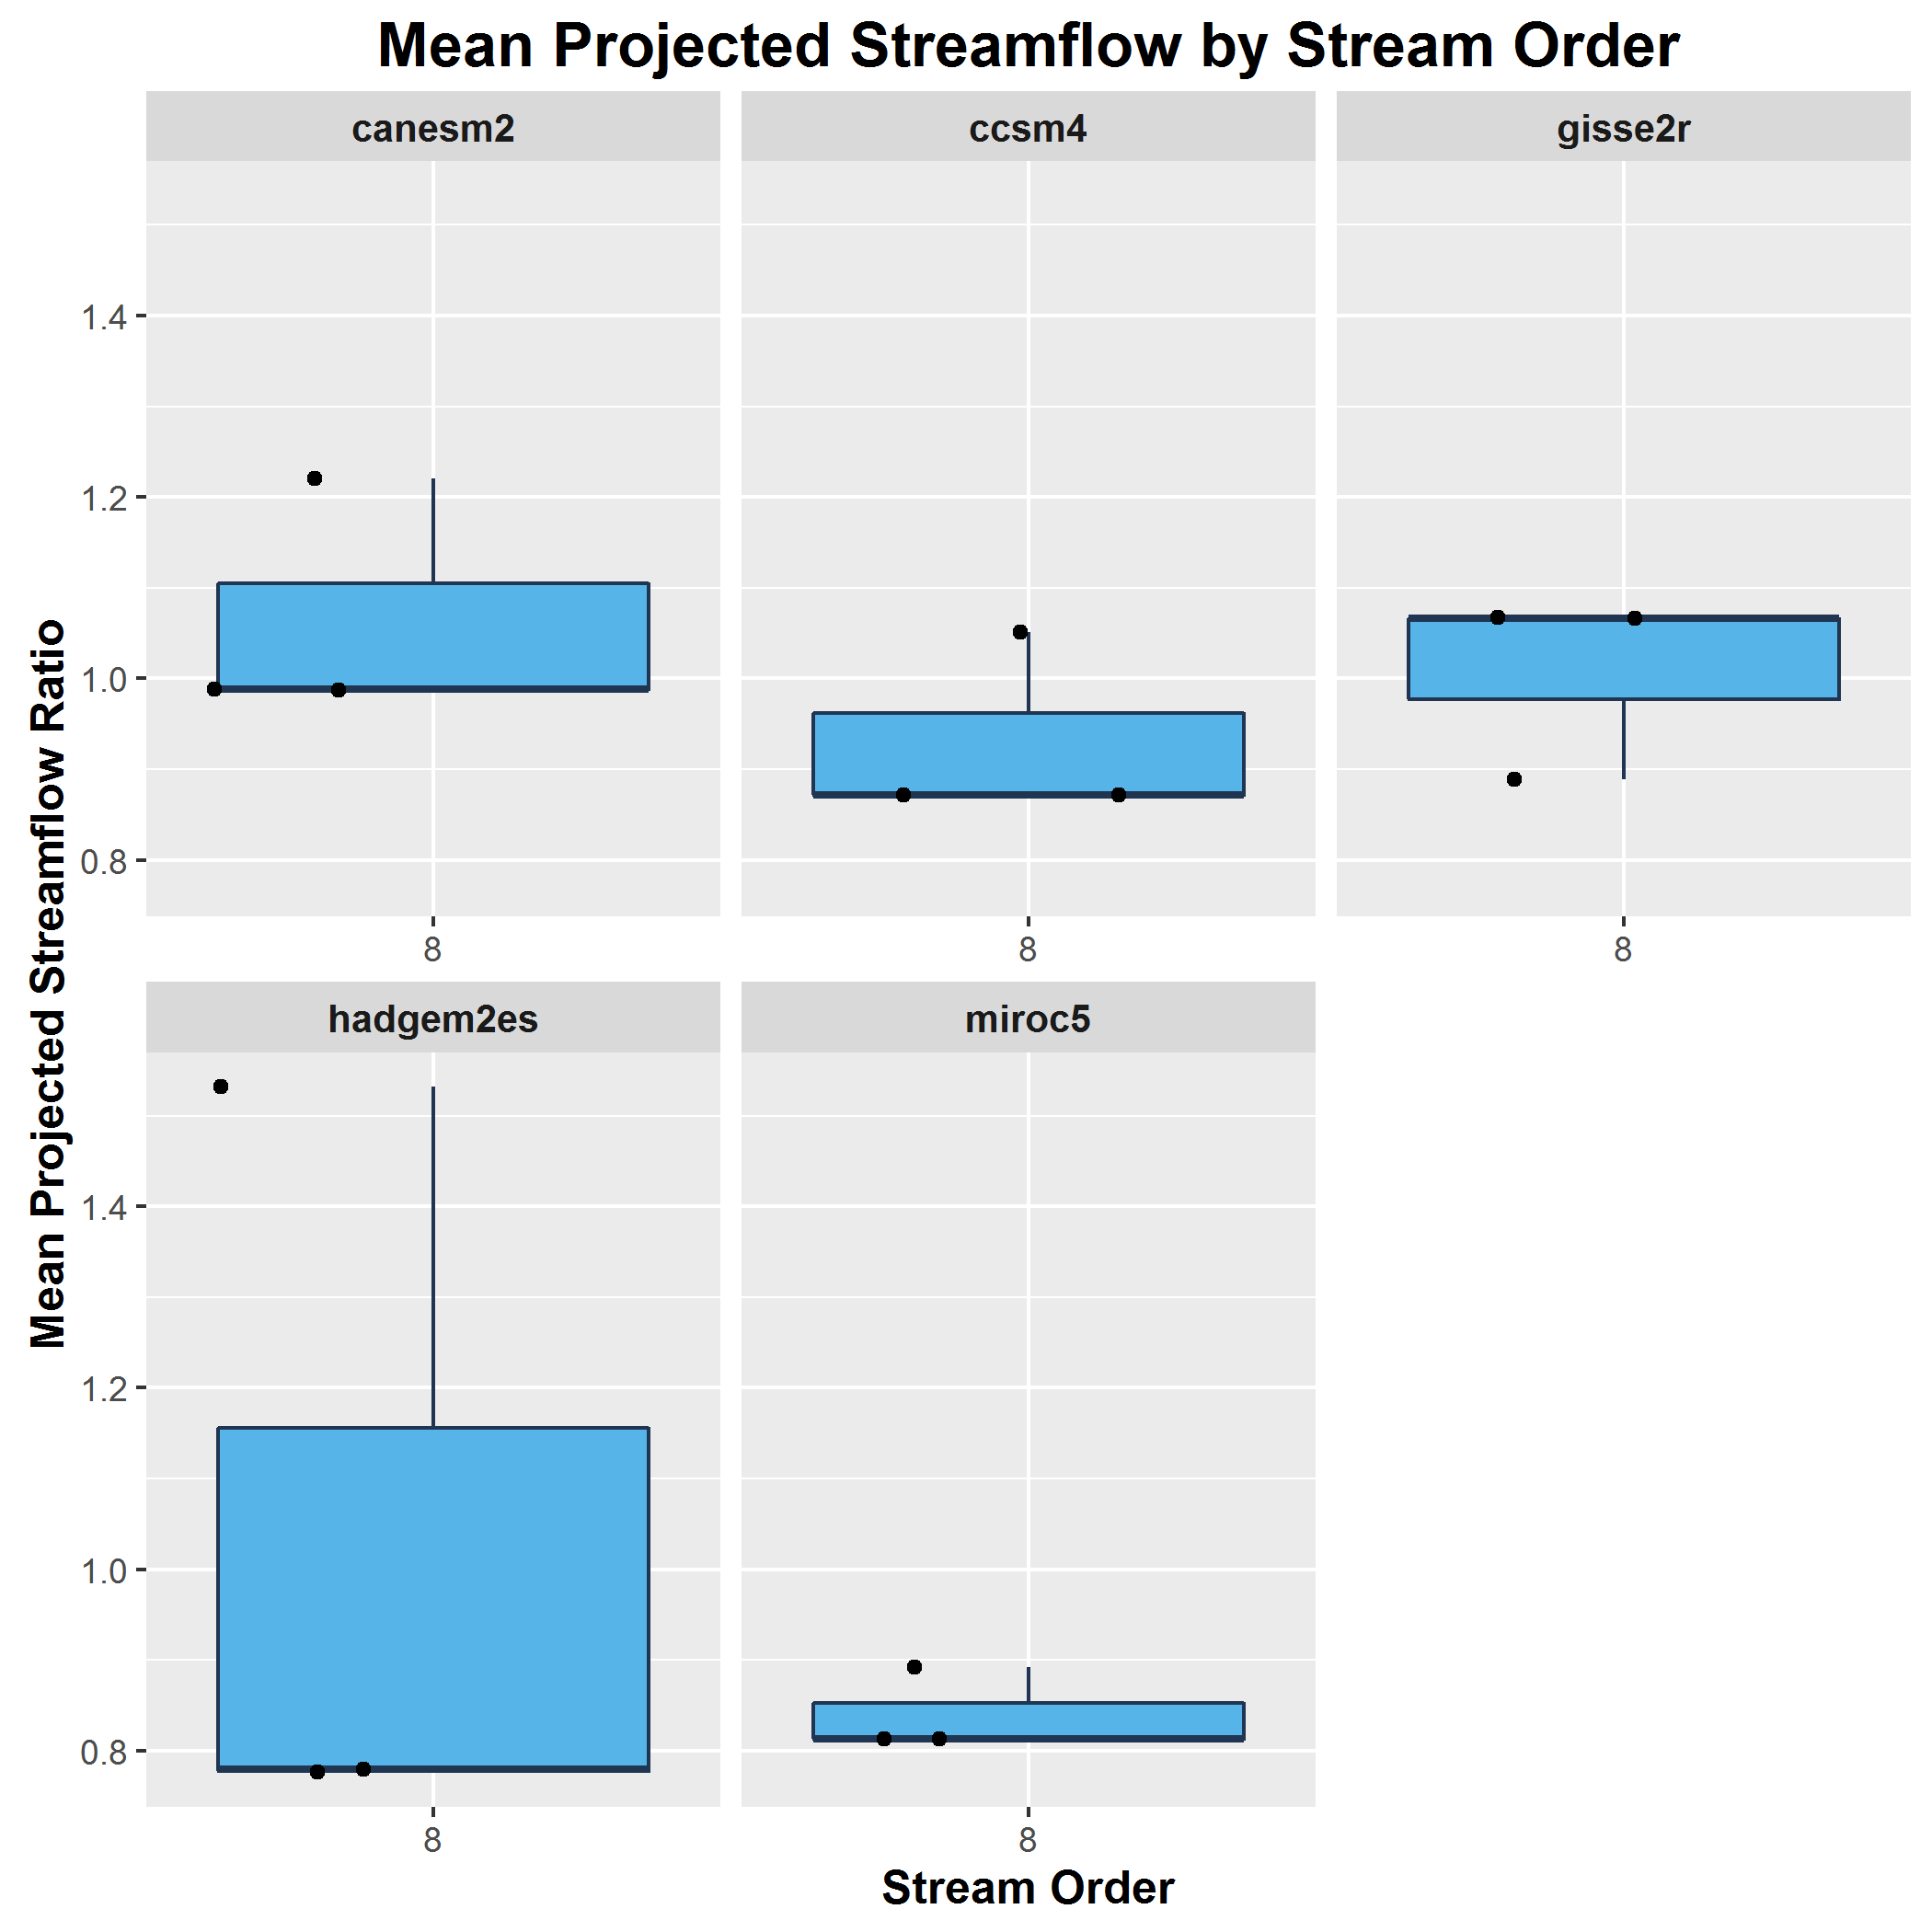 Mean Projected Streamflow by Stream Order
canesm2
ccsm4
gisse2r
1.4
1.2
1.0
0.8
8
8
8
Mean Projected Streamflow Ratio
hadgem2es
miroc5
1.4
1.2
1.0
0.8
8
8
Stream Order